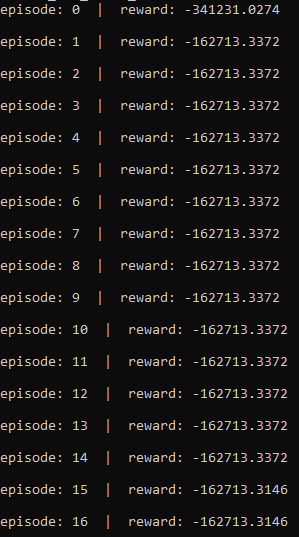 episode: 0 | reward: -341231.0274
episode: 1 | reward: -162713.3372
episode: 2 | reward: -162713.3372
episode: 3 | reward: -162713.3372
episode: 4 | reward: -162713.3372
episode: 5 | reward: -162713.3372
episode: 6 | reward: -162713.3372
episode: 7 | reward: -162713.3372
episode: 8 | reward: -162713.3372
episode: 9 | reward: -162713.3372
episode: 10 | reward: -162713.3372
episode: 11 | reward: -162713.3372
episode: 12 | reward: -162713.3372
episode: 13 | reward: -162713.3372
episode: 14 | reward: -162713.3372
episode: 15 | reward: -162713.3146
episode: 16 | reward: -162713.3146